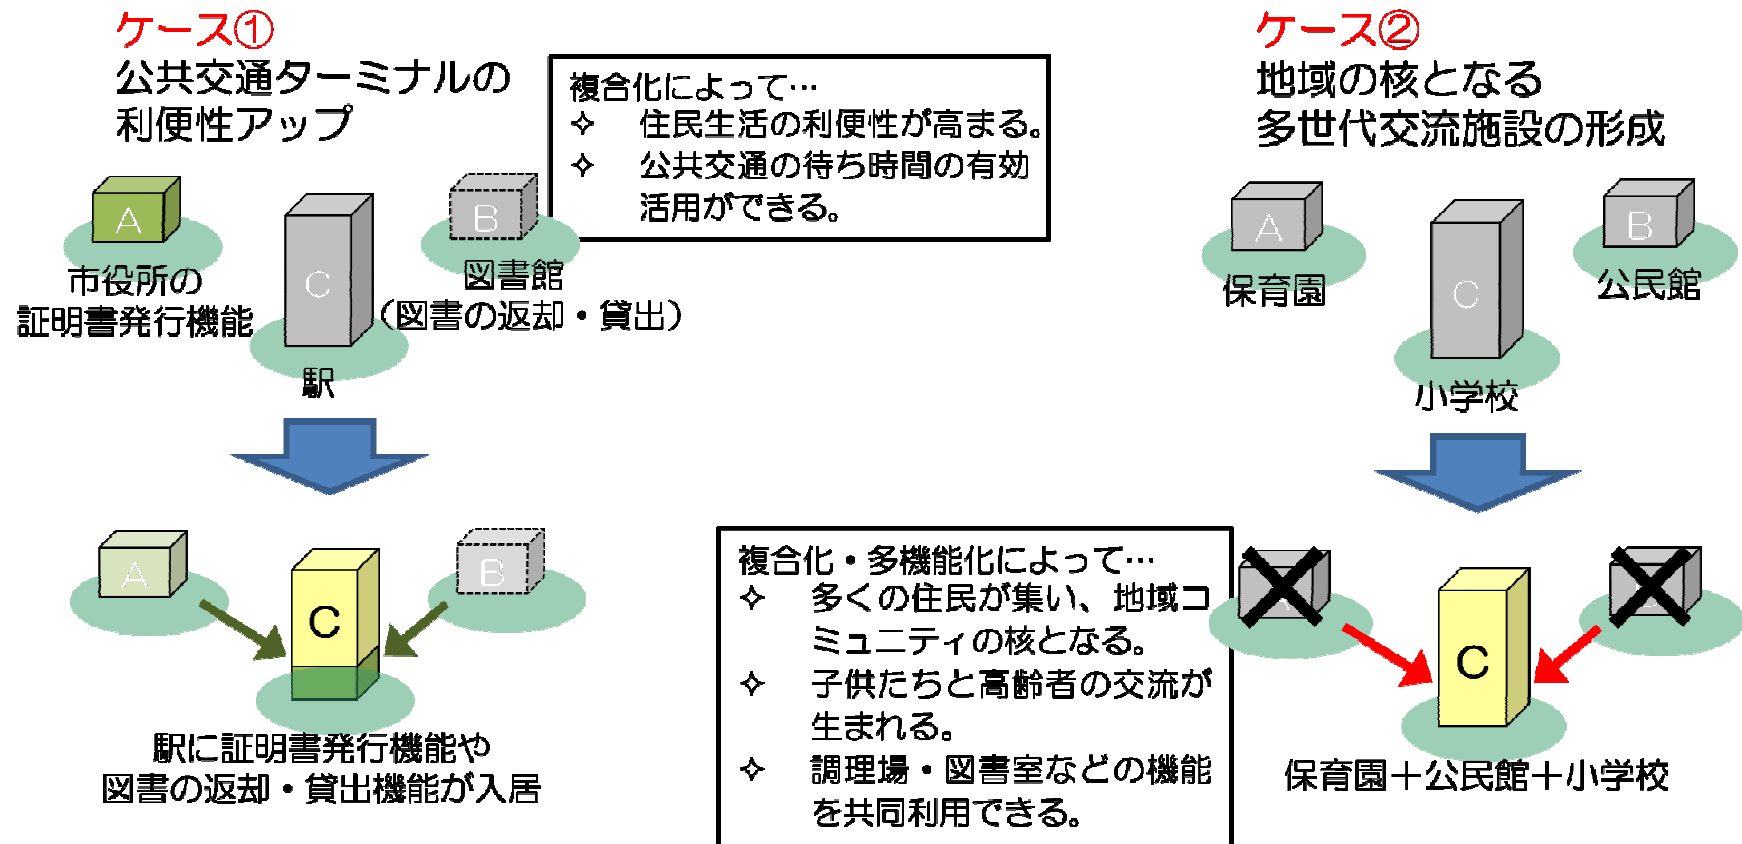 ケース①
公共交通ターミナルの
利便性アップ
複合化によって…
✧ 住民生活の利便性が高まる。
✧ 公共交通の待ち時間の有効
活用ができる。
A
市役所の
証明書発行機能
C
駅
B
図書館
（図書の返却・貸出）
A
B
C
駅に証明書発行機能や
図書の返却・貸出機能が入居
ケース②
地域の核となる
多世代交流施設の形成
A
保育園
C
小学校
B
公民館
複合化・多機能化によって…
✧ 多くの住民が集い、地域コ
ミュニティの核となる。
✧ 子供たちと高齢者の交流が
生まれる。
✧ 調理場・図書室などの機能
を共同利用できる。
C
保育園＋公民館＋小学校